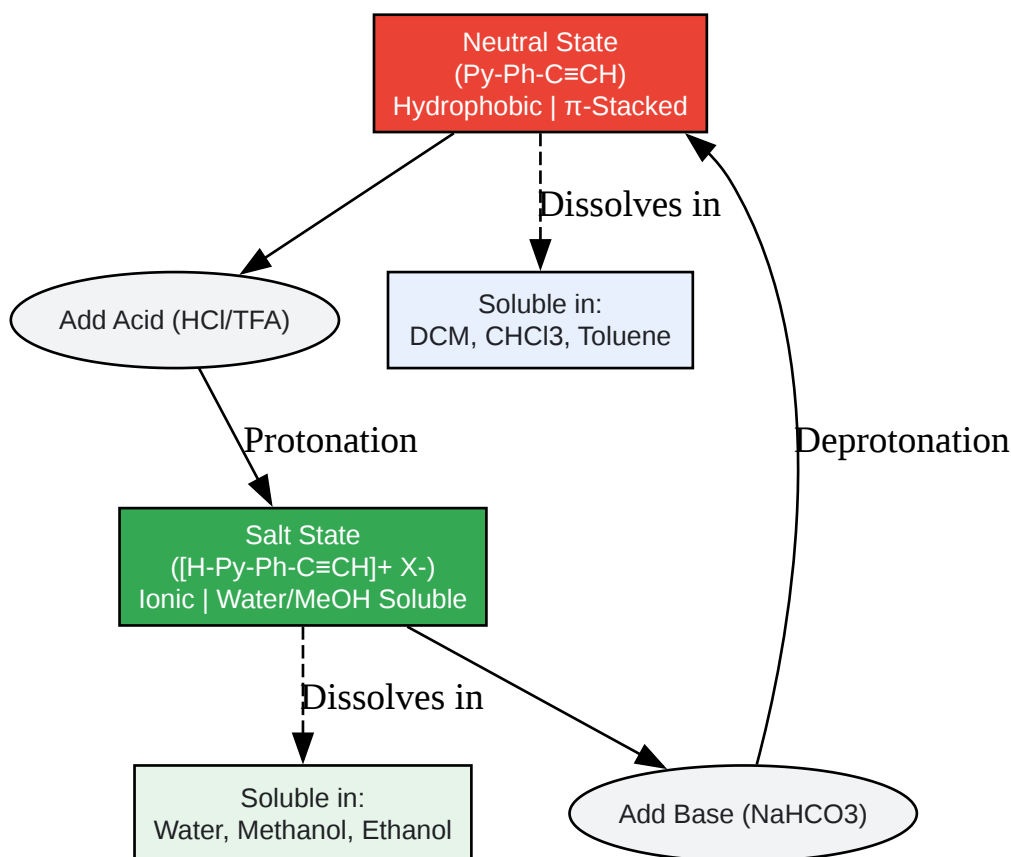 Neutral State
(Py-Ph-C≡CH)
Hydrophobic | π-Stacked
Dissolves in
Add Acid (HCl/TFA)
Soluble in:
DCM, CHCl3, Toluene
Protonation
Deprotonation
Salt State
([H-Py-Ph-C≡CH]+ X-)
Ionic | Water/MeOH Soluble
Dissolves in
Soluble in:
Water, Methanol, Ethanol
Add Base (NaHCO3)